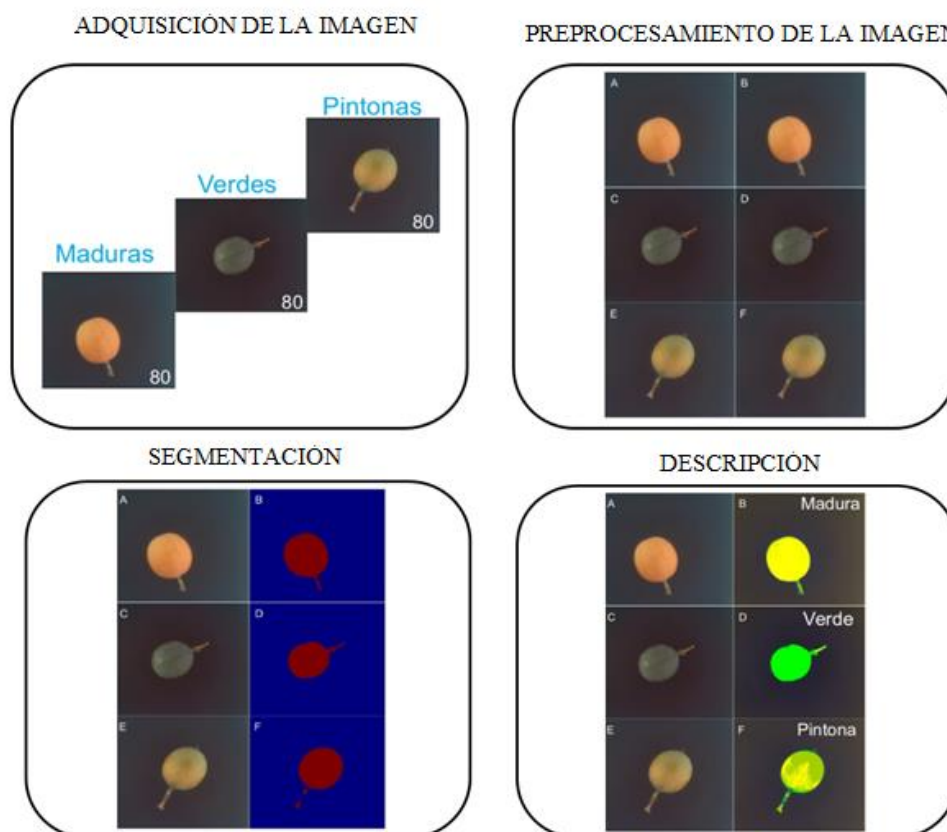 ADQUISICIÓN DE LA IMAGEN
Pintonas
80
Verdes
80
Maduras
80
PREPROCESAMIENTO DE LA IMAGEN
A B
C D
E F
SEGMENTACIÓN
A B
C D
E F
DESCRIPCIÓN
A B Madura
C D Verde
E F Pintona